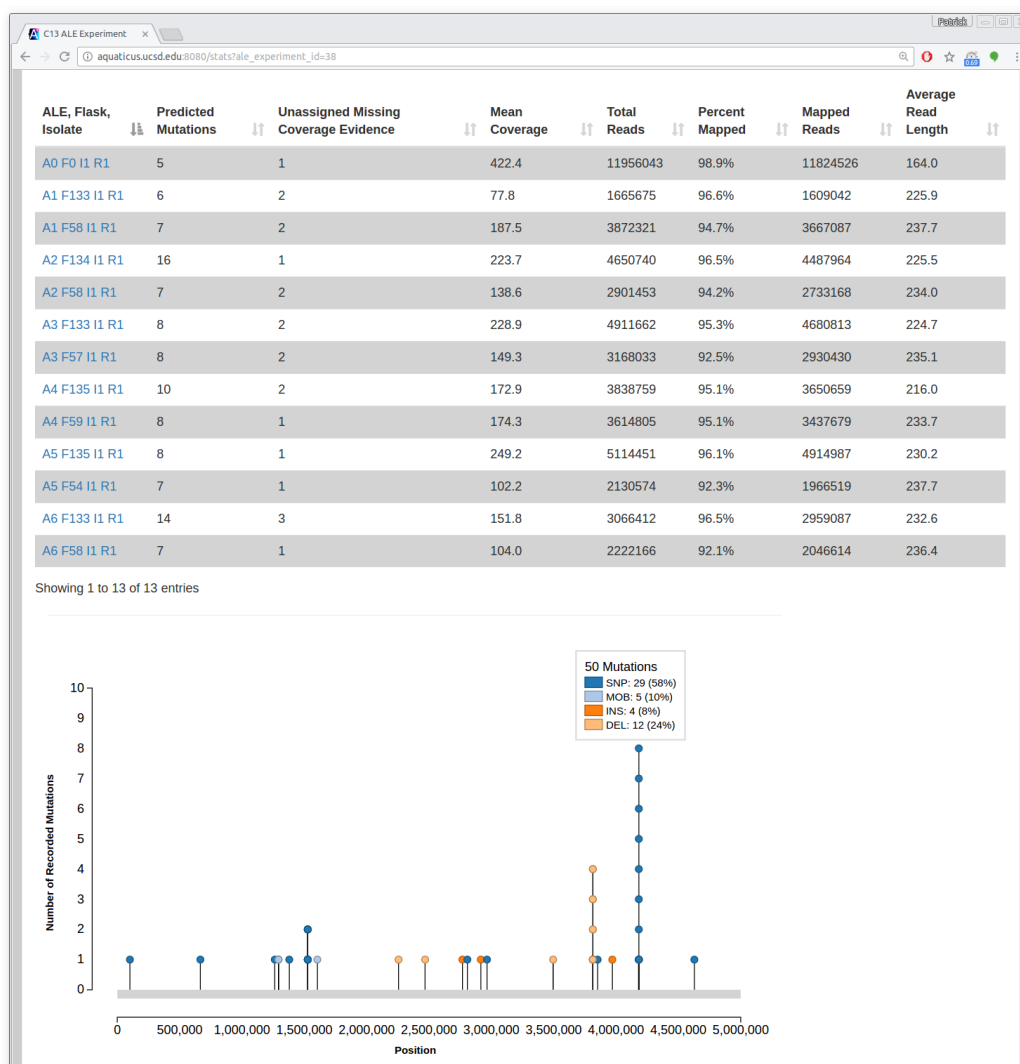 Patrick
C13 ALE Experiment
aquaticus.ucsd.edu:8080/stats?ale_experiment_id=38
0.69
ALE, Flask, Isolate Predicted Mutations Unassigned Missing Coverage Evidence Mean Coverage Total Reads Percent Mapped Mapped Reads Average Read Length
A0 F0 I1 R1 5 1 422.4 11956043 98.9% 11824526 164.0
A1 F133 I1 R1 6 2 77.8 1665675 96.6% 1609042 225.9
A1 F58 I1 R1 7 2 187.5 3872321 94.7% 3667087 237.7
A2 F134 I1 R1 16 1 223.7 4650740 96.5% 4487964 225.5
A2 F58 I1 R1 7 2 138.6 2901453 94.2% 2733168 234.0
A3 F133 I1 R1 8 2 228.9 4911662 95.3% 4680813 224.7
A3 F57 I1 R1 8 2 149.3 3168033 92.5% 2930430 235.1
A4 F135 I1 R1 10 2 172.9 3838759 95.1% 3650659 216.0
A4 F59 I1 R1 8 1 174.3 3614805 95.1% 3437679 233.7
A5 F135 I1 R1 8 1 249.2 5114451 96.1% 4914987 230.2
A5 F54 I1 R1 7 1 102.2 2130574 92.3% 1966519 237.7
A6 F133 I1 R1 14 3 151.8 3066412 96.5% 2959087 232.6
A6 F58 I1 R1 7 1 104.0 2222166 92.1% 2046614 236.4
Showing 1 to 13 of 13 entries
50 Mutations
SNP: 29 (58%)
MOB: 5 (10%)
INS: 4 (8%)
DEL: 12 (24%)
Number of Recorded Mutations
10
9
8
7
6
5
4
3
2
1
0
0 500,000 1,000,000 1,500,000 2,000,000 2,500,000 3,000,000 3,500,000 4,000,000 4,500,000 5,000,000
Position